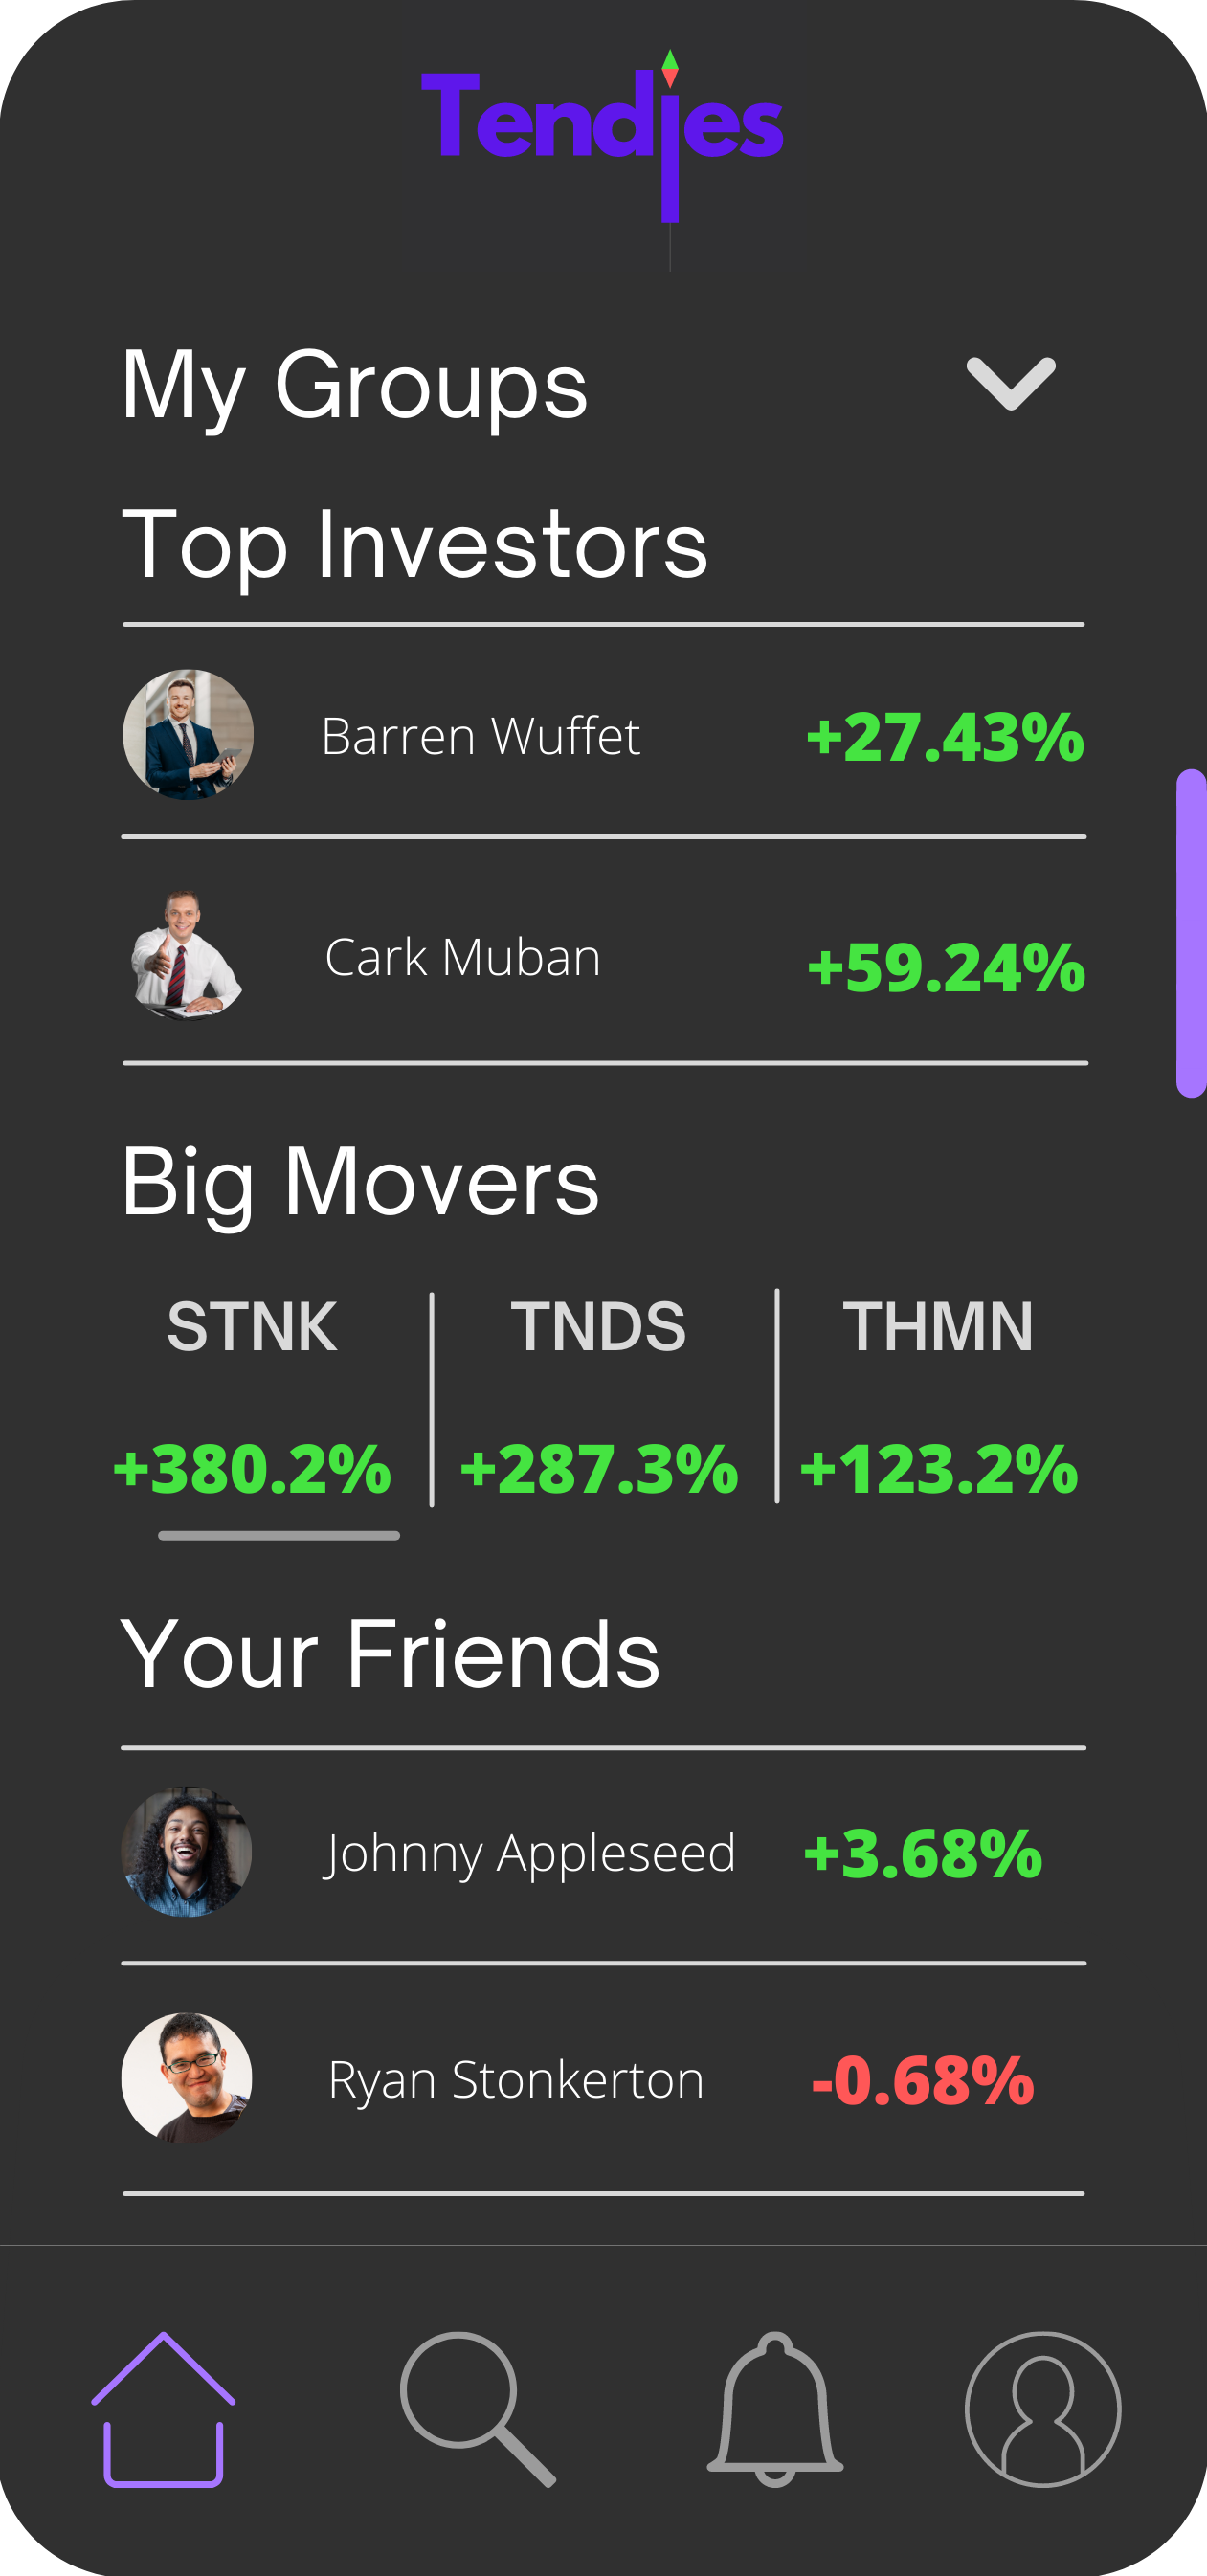 Tendies
My Groups
Top Investors
Barren Wuffet +27.43%
Cark Muban +59.24%
Big Movers
STNK TNDS THMN
+380.2% +287.3% +123.2%
Your Friends
Johnny Appleseed +3.68%
Ryan Stonkerton -0.68%